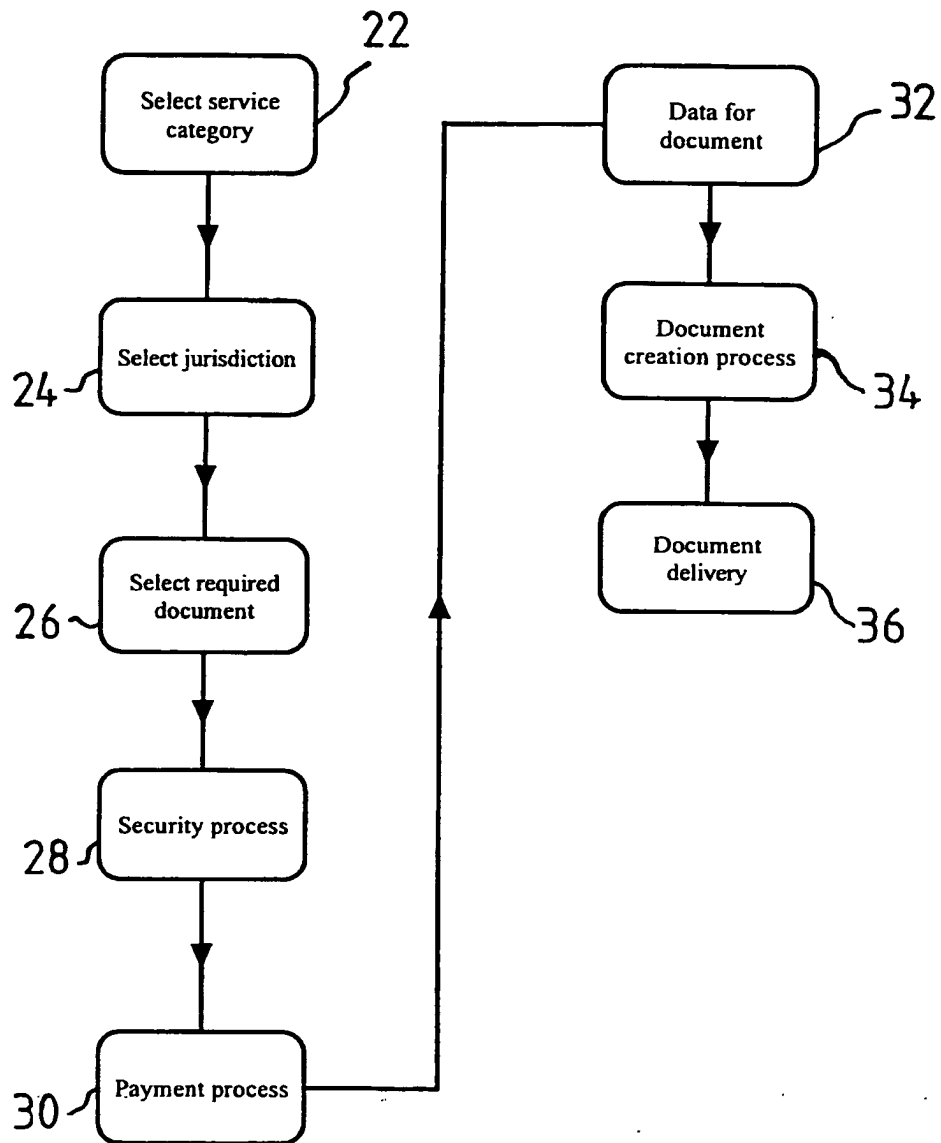 22
Select service
category
24
Select jurisdiction
26
Select required
document
28
Security process
30
Payment process
32
Data for
document
34
Document
creation process
36
Document
delivery